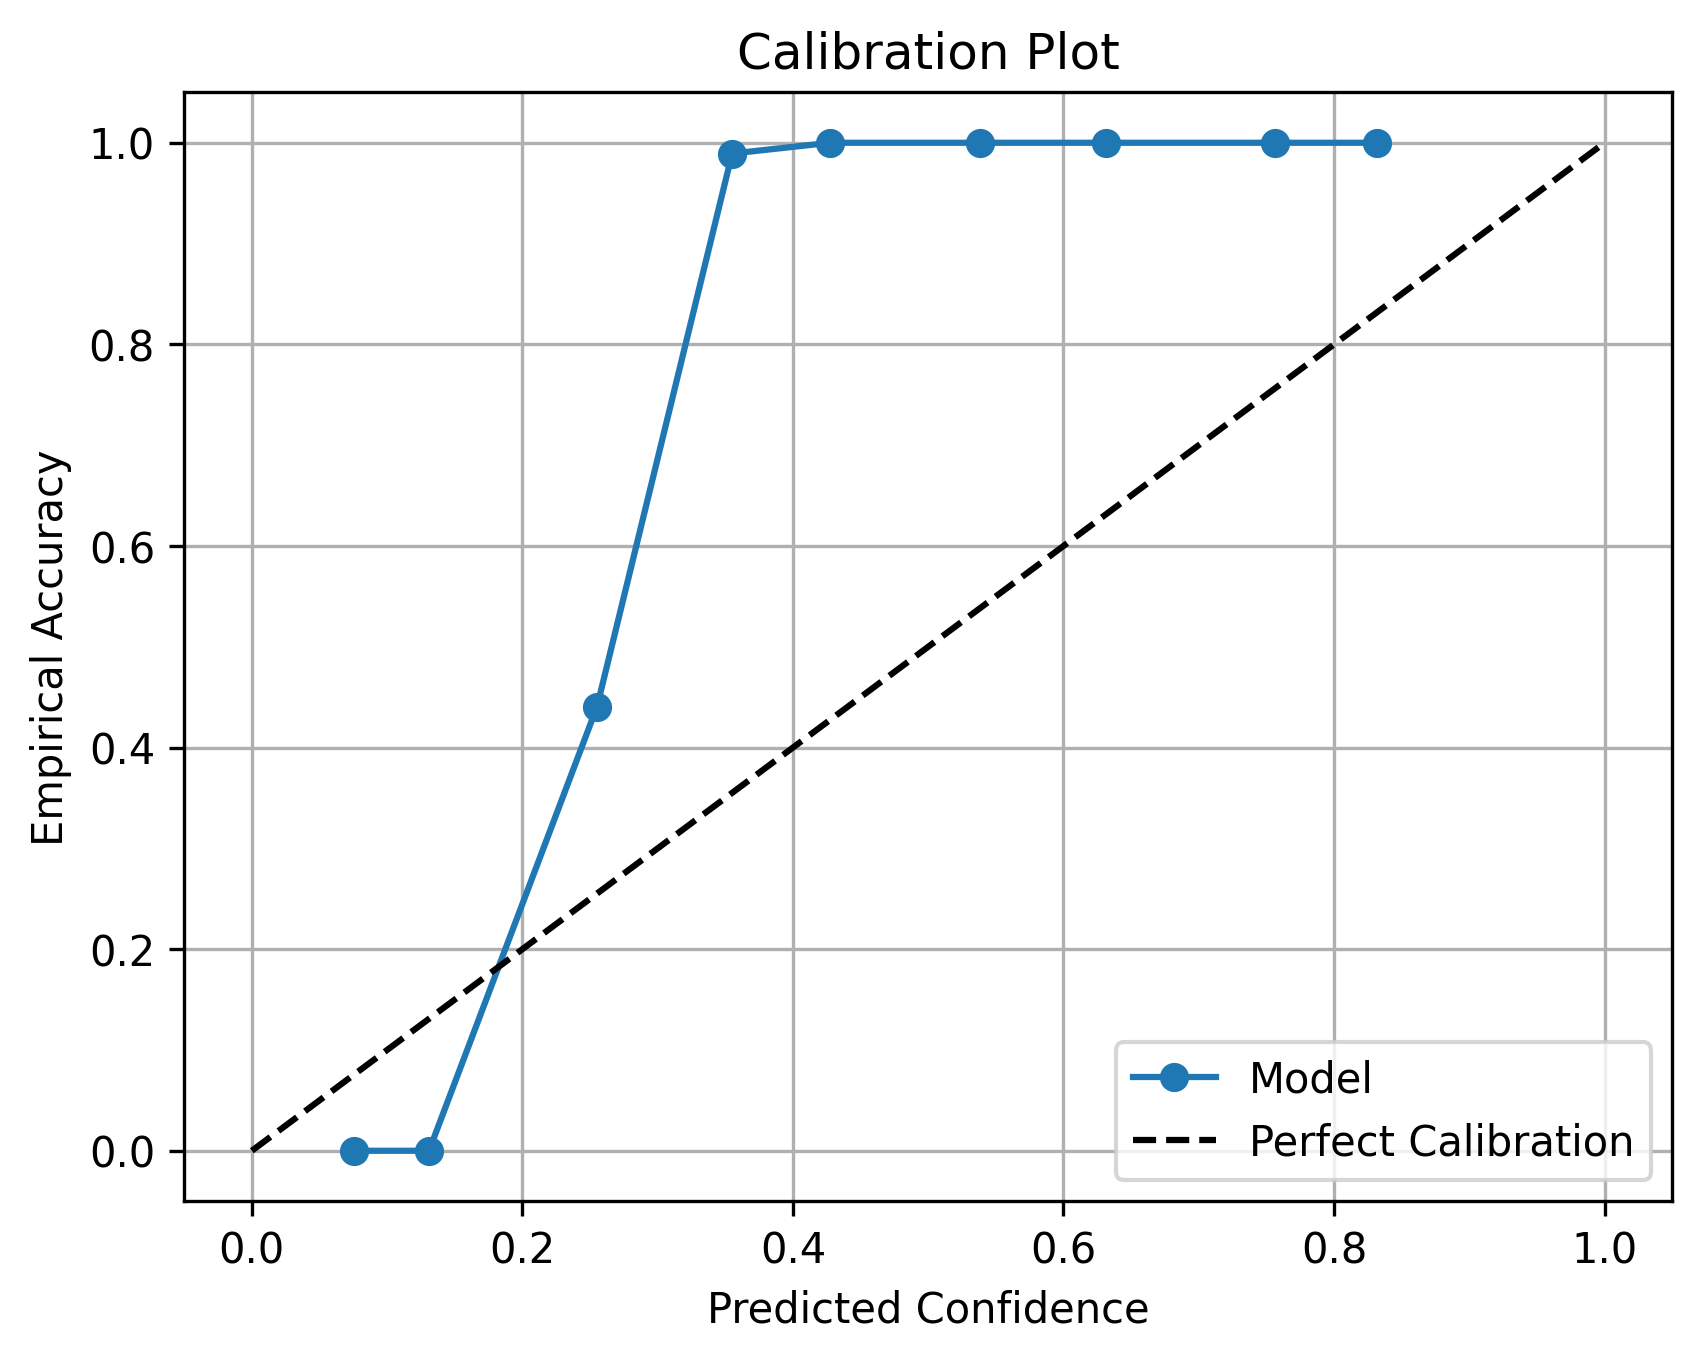 Calibration Plot
1.0
0.8
0.6
0.4
0.2
0.0
Empirical Accuracy
Model
Perfect Calibration
0.0 0.2 0.4 0.6 0.8 1.0
Predicted Confidence